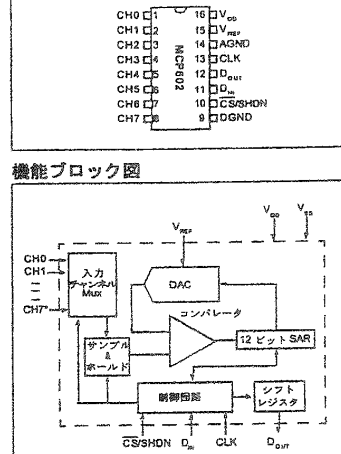 CH0 1 16 VDD
CH1 2 15 VREF
CH2 3 14 AGND
CH3 4 13 CLK
CH4 5 12 DOUT
CH5 6 11 DIN
CH6 7 10 CS/SHDN
CH7 8 9 DGND
MCP602
機能ブロック図
VREF
VDD
VSS
CH0
CH1
CH7*
入力
チャンネル
Mux
DAC
コンパレータ
サンプル
&
ホールド
12 ビット SAR
制御回路
シフト
レジスタ
CS/SHDN DIN CLK DOUT